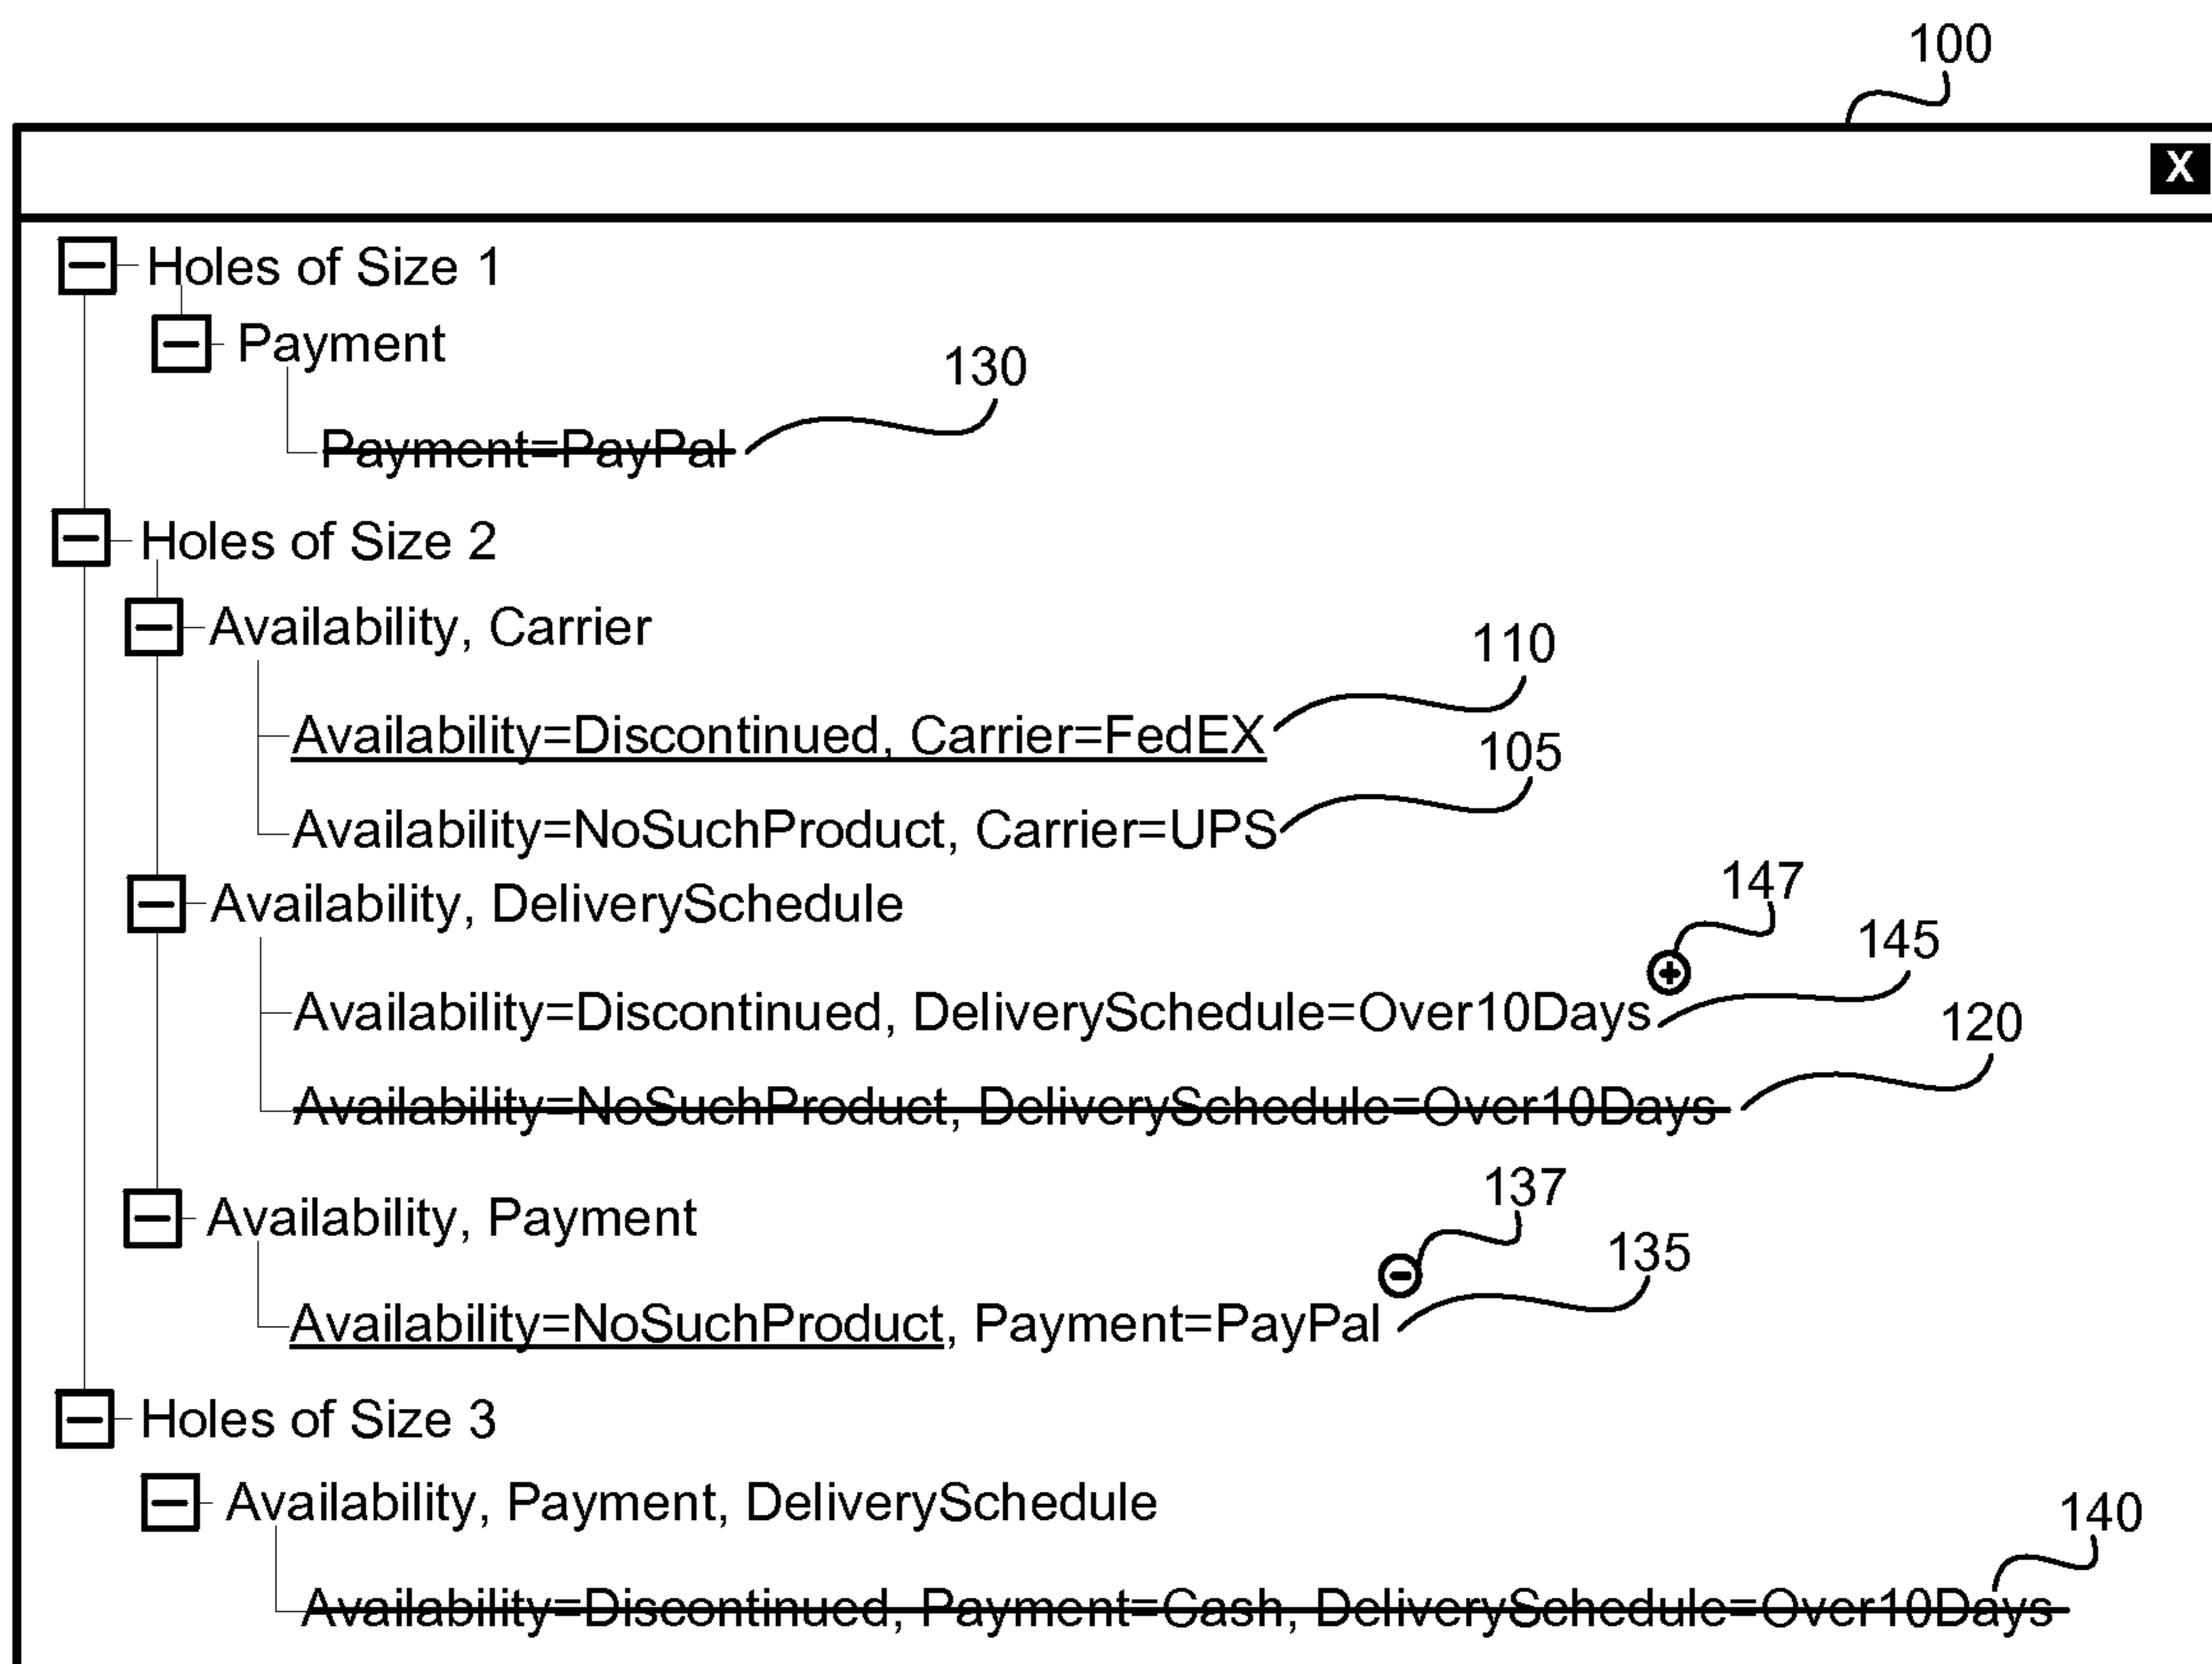 100
X
Holes of Size 1
Payment
130
Payment=PayPal
Holes of Size 2
Availability, Carrier
110
Availability=Discontinued, Carrier=FedEX
105
Availability=NoSuchProduct, Carrier=UPS
147
Availability, DeliverySchedule
145
Availability=Discontinued, DeliverySchedule=Over10Days
120
Availability=NoSuchProduct, DeliverySchedule=Over10Days
137
Availability, Payment
135
Availability=NoSuchProduct, Payment=PayPal
Holes of Size 3
Availability, Payment, DeliverySchedule
140
Availability=Discontinued, Payment=Cash, DeliverySchedule=Over10Days